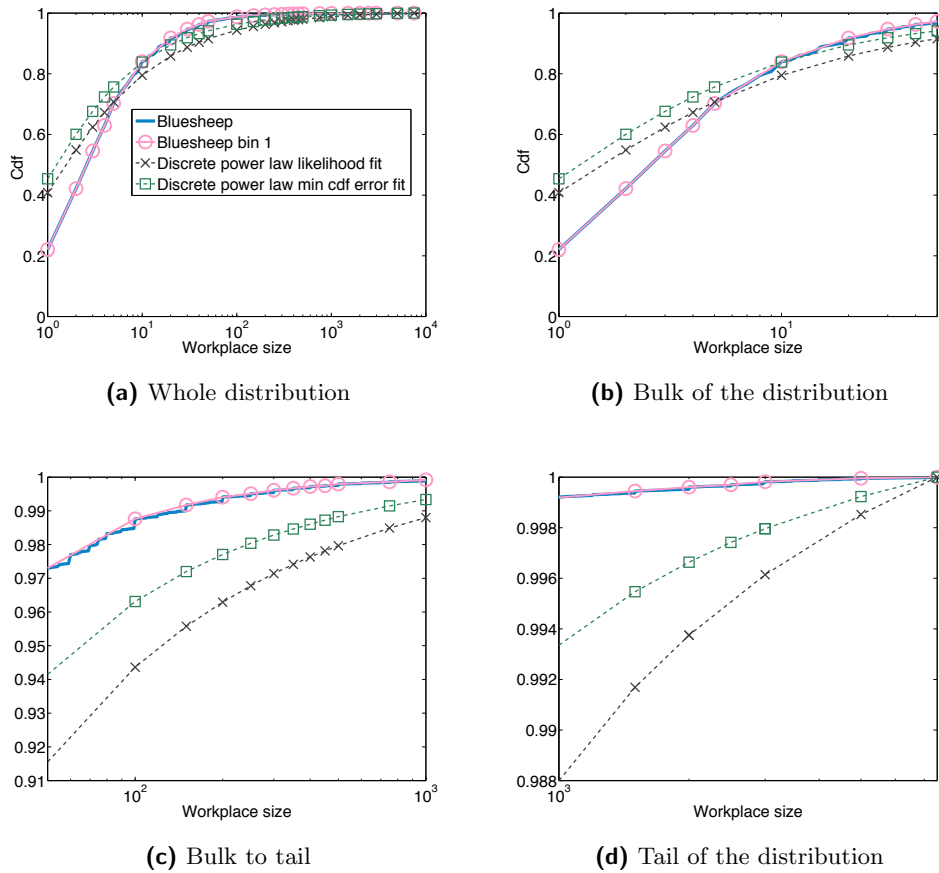 1
0.8
0.6
0.4
0.2
0
Cdf
10^0
10^1
10^2
10^3
10^4
Workplace size
Bluesheep
Bluesheep bin 1
Discrete power law likelihood fit
Discrete power law min cdf error fit
(a) Whole distribution
1
0.8
0.6
0.4
0.2
0
Cdf
10^0
10^1
Workplace size
(b) Bulk of the distribution
1
0.99
0.98
0.97
0.96
0.95
0.94
0.93
0.92
0.91
10^2
10^3
Workplace size
(c) Bulk to tail
1
0.998
0.996
0.994
0.992
0.99
0.988
10^3
Workplace size
(d) Tail of the distribution